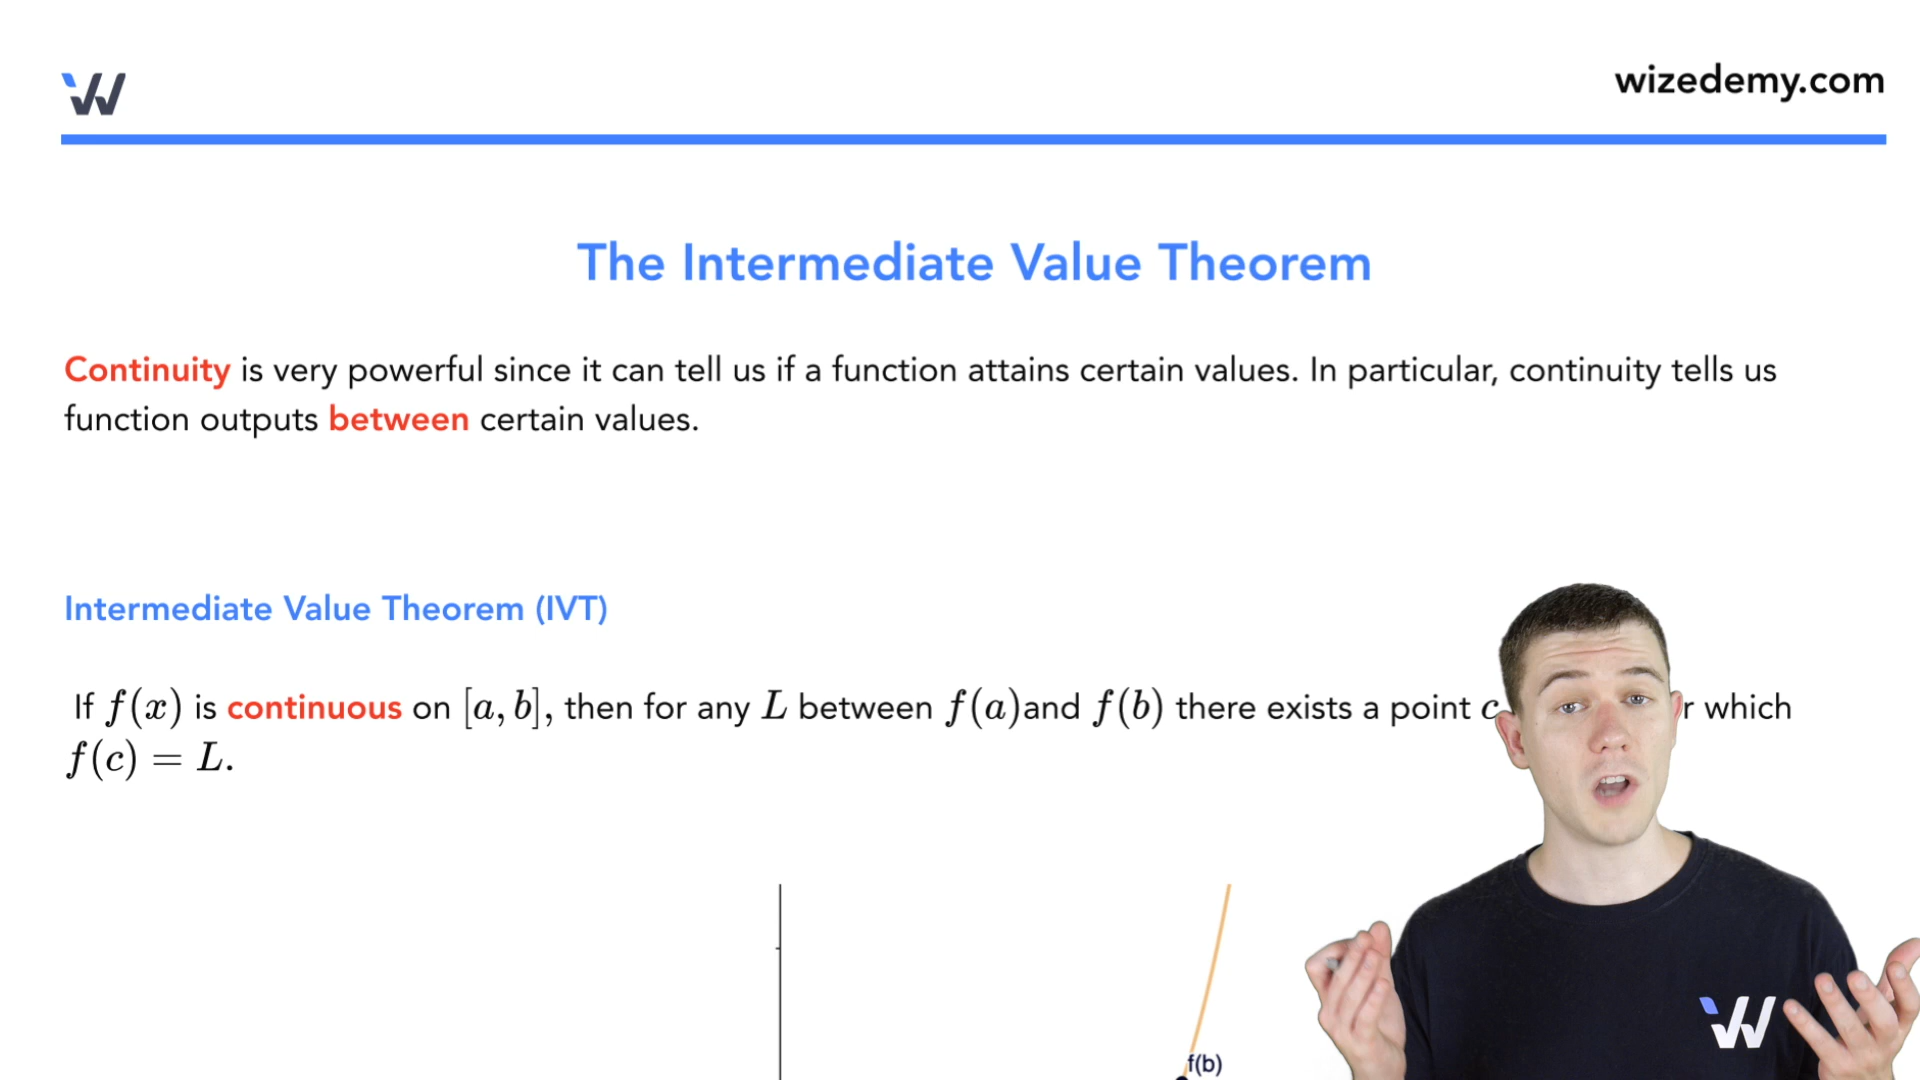 W
wizedemy.com
The Intermediate Value Theorem
Continuity is very powerful since it can tell us if a function attains certain values. In particular, continuity tells us
function outputs between certain values.
Intermediate Value Theorem (IVT)
If f(x) is continuous on [a, b], then for any L between f(a)and f(b) there exists a point c which
f(c) = L.
f(b)
W